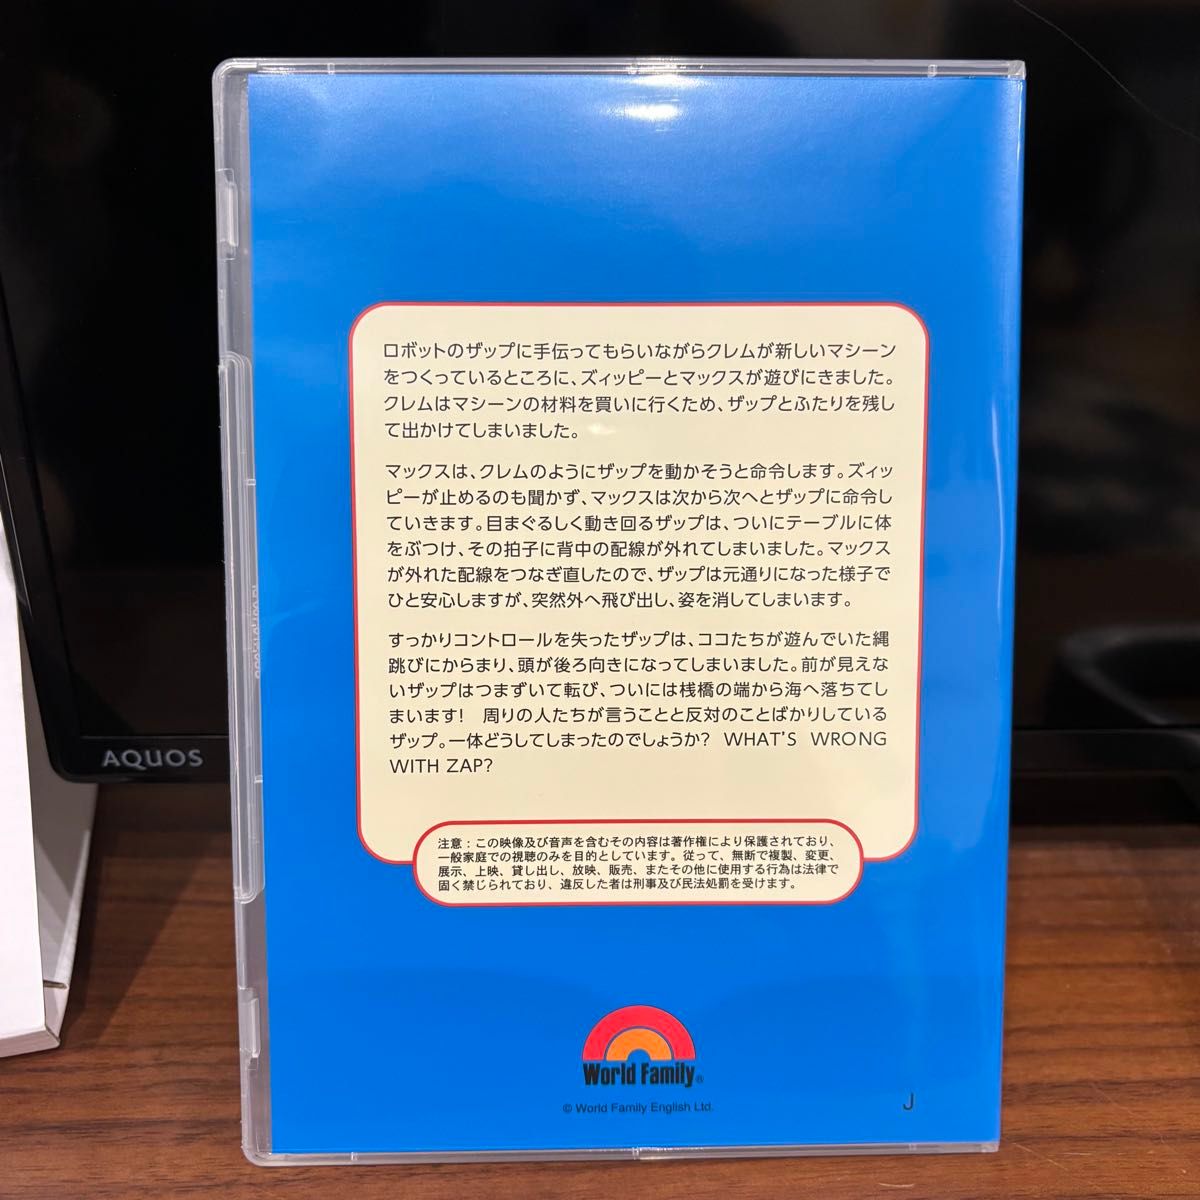 ロボットのザップに手伝ってもらいながらクレムが新しいマシーン
をつくっているところに、ズィッピーとマックスが遊びにきました。
クレムはマシーンの材料を買いに行くため、ザップとふたりを残し
て出かけてしまいました。
マックスは、クレムのようにザップを動かそうと命令します。ズィッ
ピーが止めるのも聞かず、マックスは次から次へとザップに命令し
ていきます。目まぐるしく動き回るザップは、ついにテーブルに体
をぶつけ、その拍子に背中の配線が外れてしまいました。マックス
が外れた配線をつなぎ直したので、ザップは元通りになった様子で
ひと安心しますが、突然外へ飛び出し、姿を消してしまいます。
すっかりコントロールを失ったザップは、ココたちが遊んでいた縄
跳びにからまり、頭が後ろ向きになってしまいました。前が見えな
いザップはつまずいて転び、ついには桟橋の端から海へ落ちてし
まいます! 周りの人たちが言うことと反対のことばかりしている
ザップ。一体どうしてしまったのでしょうか? WHAT'S WRONG
WITH ZAP?
注意：この映像及び音声を含むその内容は著作権により保護されており、
一般家庭での視聴のみを目的としています。従って、無断で複製、変更、
展示、上映、貸し出し、放映、販売、またその他に使用する行為は法律で
固く禁じられており、違反した者は刑事及び民法処罰を受けます。
AQUOS
World Family®
© World Family English Ltd.
J